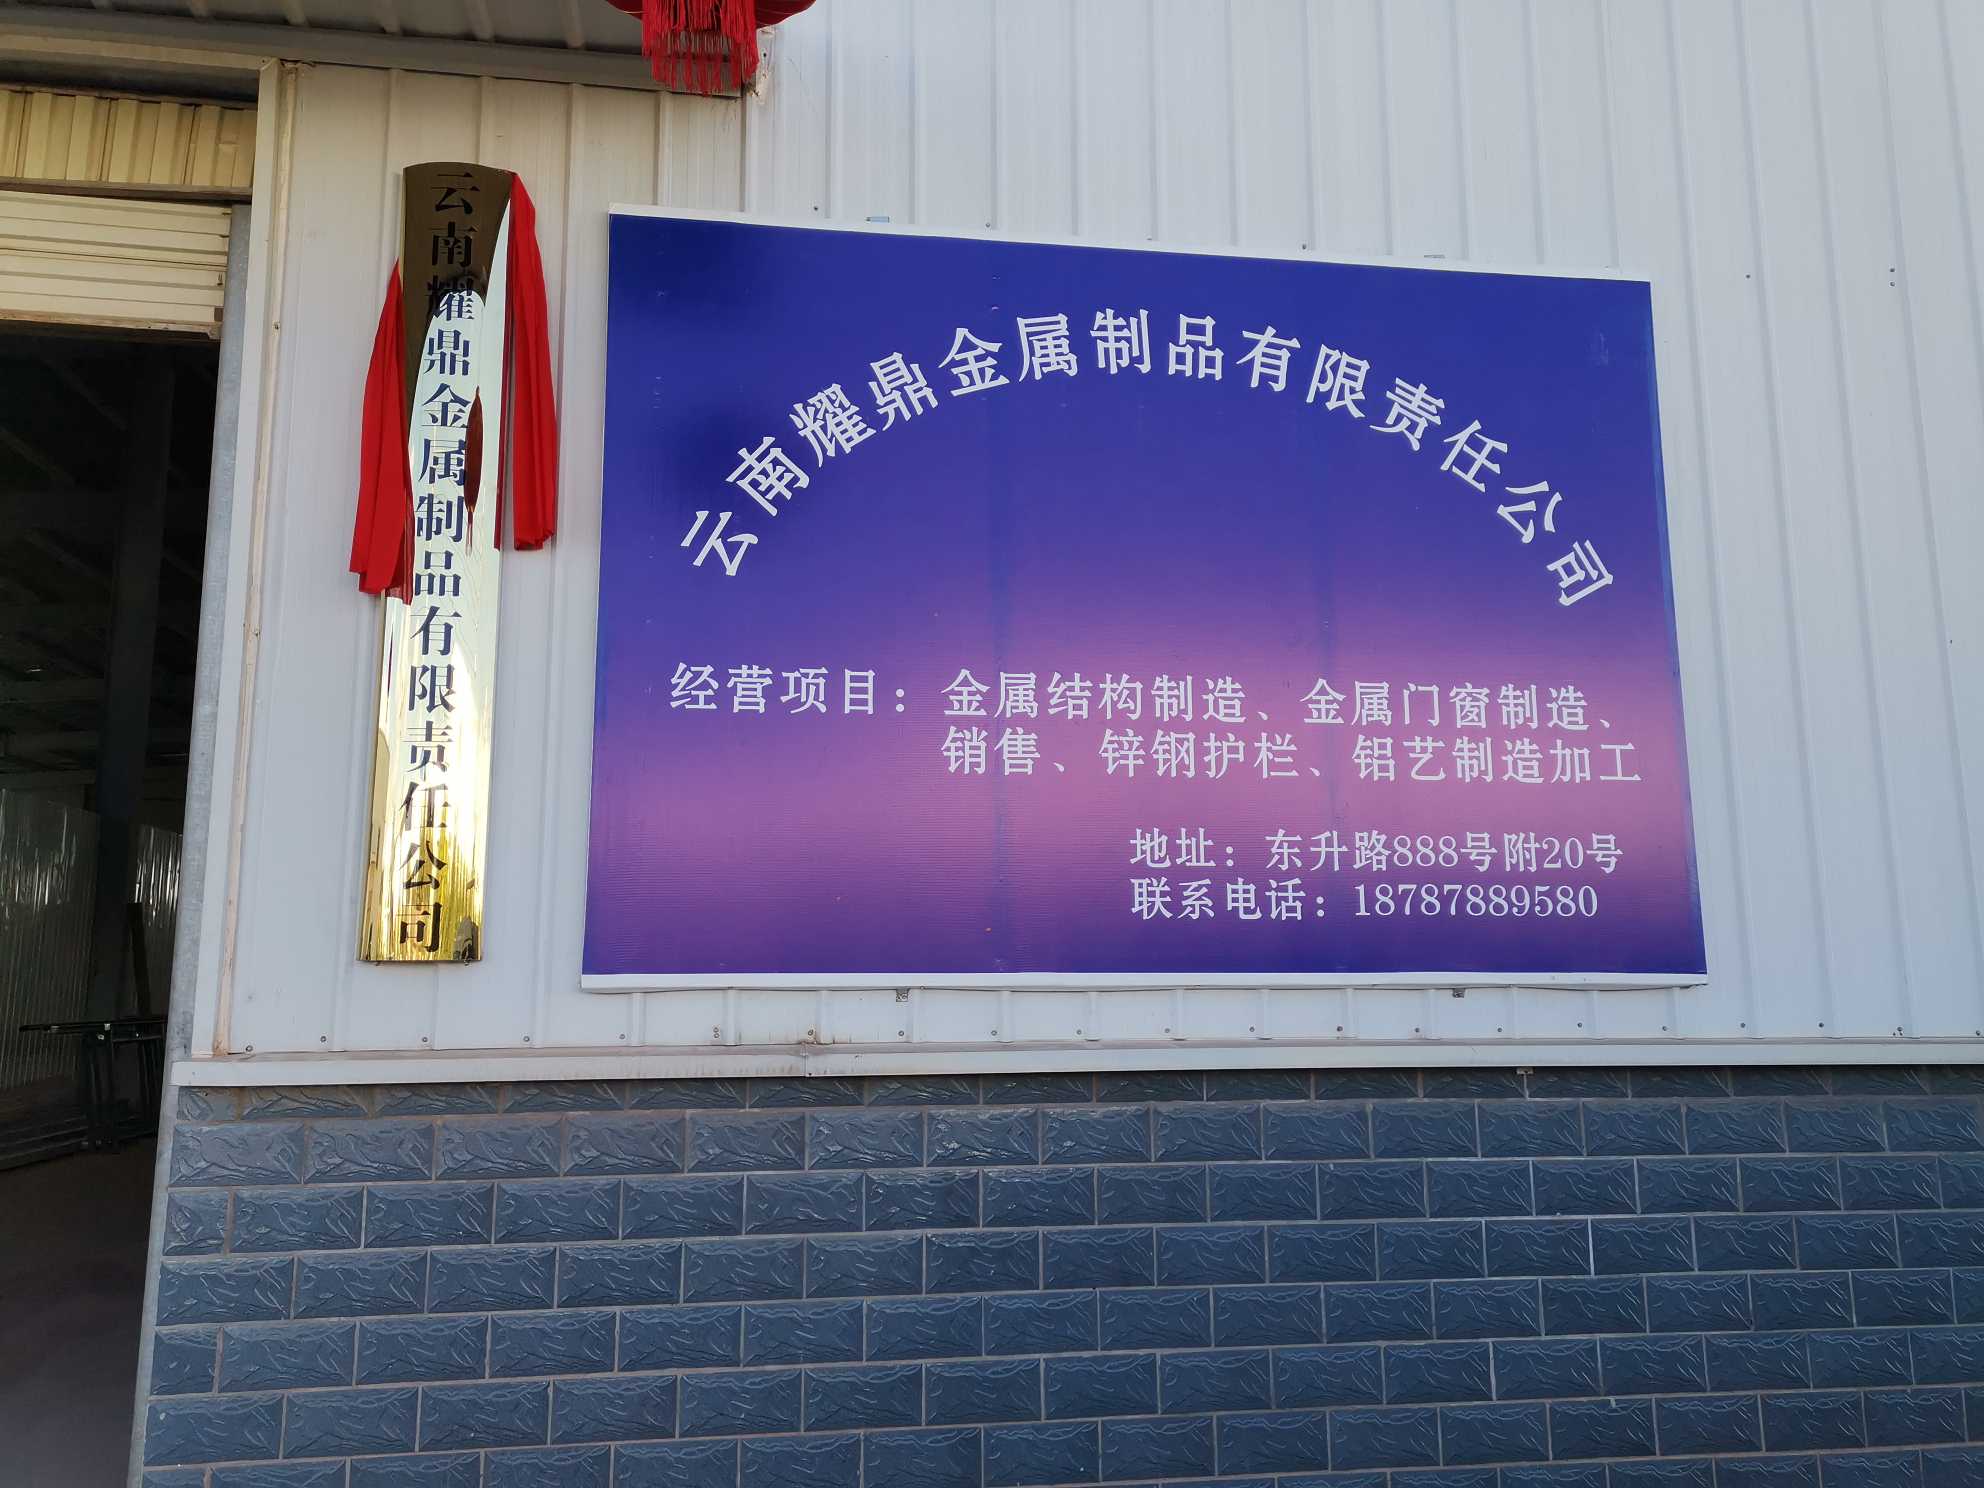 云南耀鼎金属制品有限责任公司
云南耀鼎金属制品有限责任公司
经营项目：金属结构制造、金属门窗制造、
销售、锌钢护栏、铝艺制造加工
地址：东升路888号附20号
联系电话：18787889580